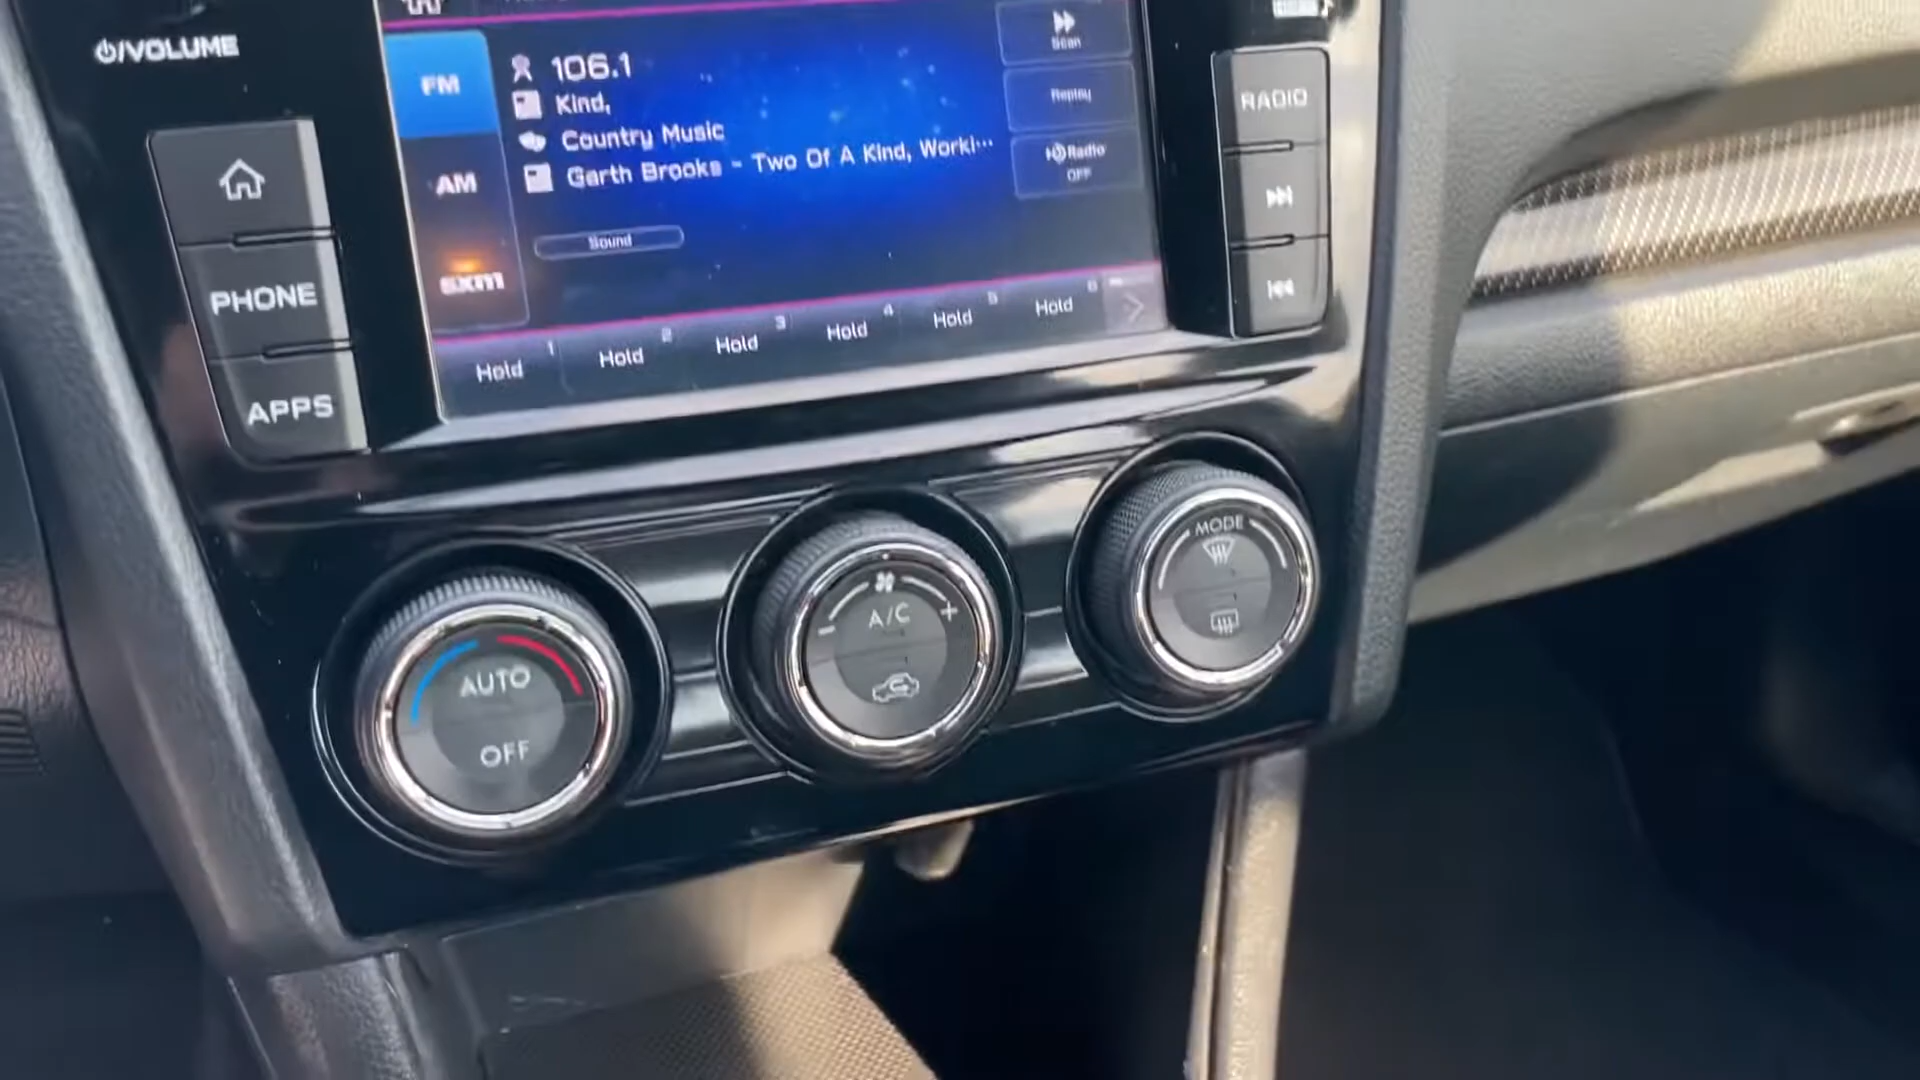 VOLUME
FM
106.1
Scan
Kind,
Replay
Country Music
Garth Brooks - Two Of A Kind, Worki…
Radio
OFF
AM
Sound
sxm
Hold 1
Hold 2
Hold 3
Hold 4
Hold 5
Hold 6
PHONE
APPS
RADIO
AUTO
OFF
A/C
- +
MODE